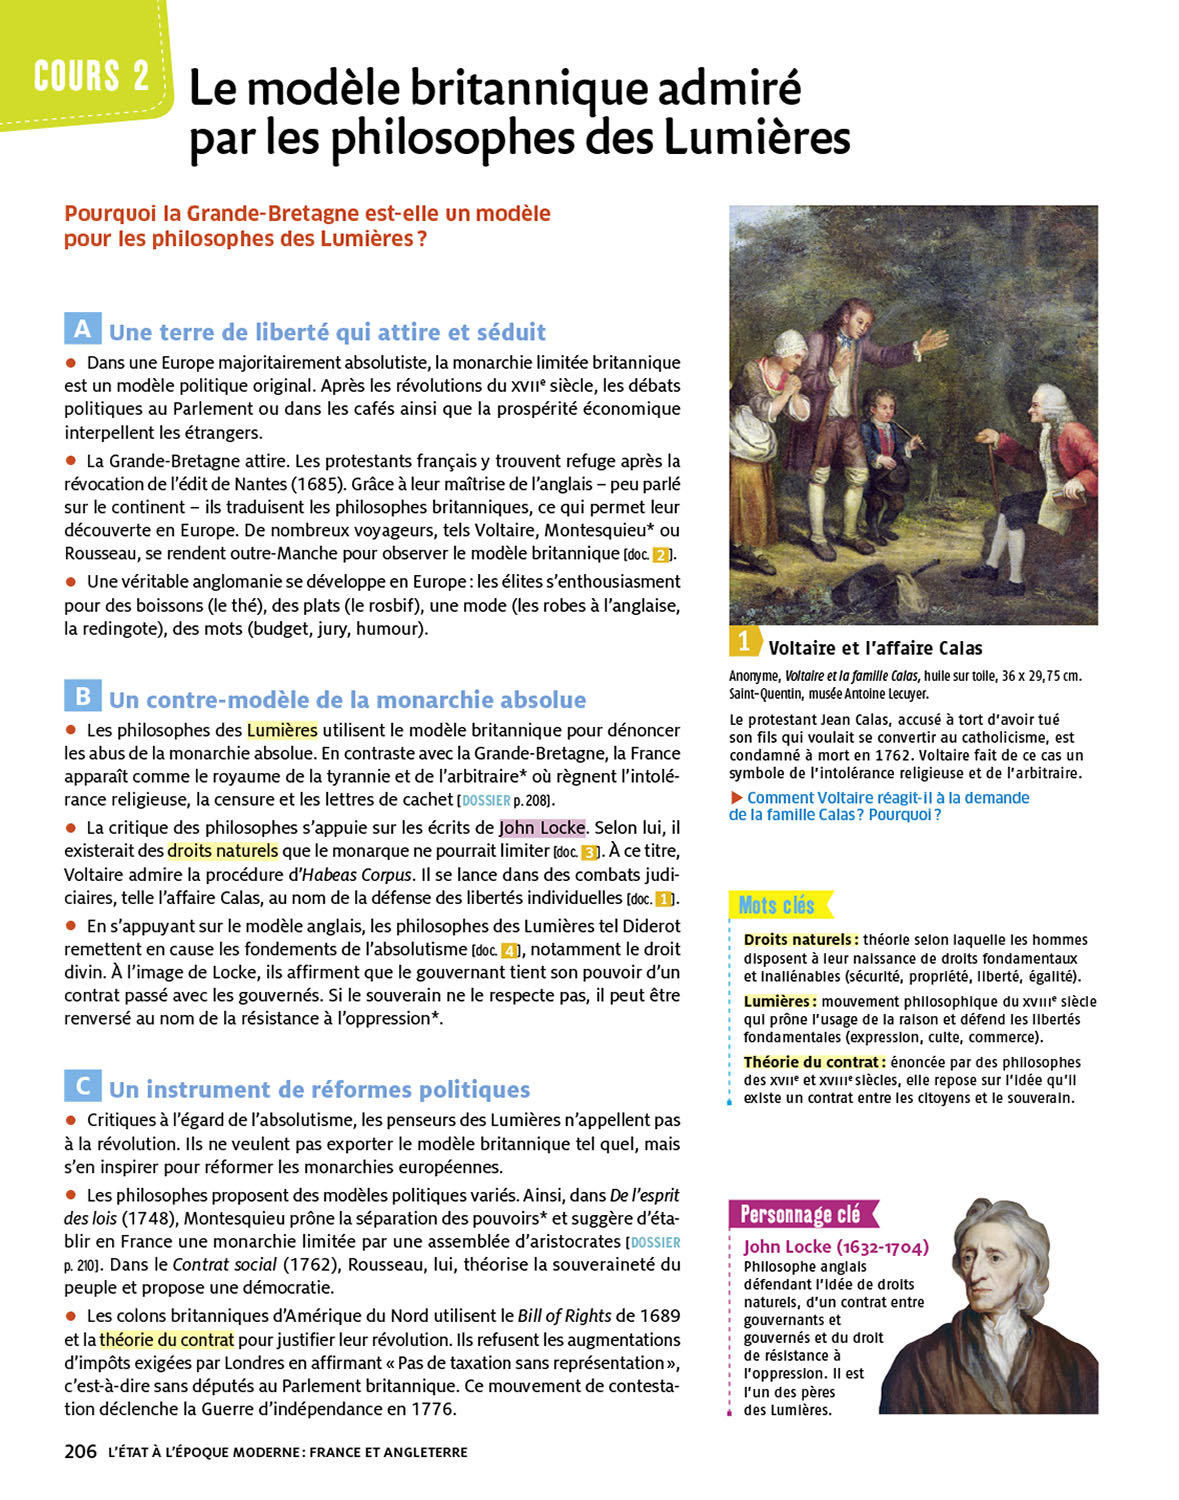 COURS 2
Le modèle britannique admiré
par les philosophes des Lumières
Pourquoi la Grande-Bretagne est-elle un modèle
pour les philosophes des Lumières ?
A Une terre de liberté qui attire et séduit
• Dans une Europe majoritairement absolutiste, la monarchie limitée britannique
est un modèle politique original. Après les révolutions du XVIIe siècle, les débats
politiques au Parlement ou dans les cafés ainsi que la prospérité économique
interpellent les étrangers.
• La Grande-Bretagne attire. Les protestants français y trouvent refuge après la
révocation de l’édit de Nantes (1685). Grâce à leur maîtrise de l’anglais – peu parlé
sur le continent – ils traduisent les philosophes britanniques, ce qui permet leur
découverte en Europe. De nombreux voyageurs, tels Voltaire, Montesquieu* ou
Rousseau, se rendent outre-Manche pour observer le modèle britannique [doc. 2].
• Une véritable anglomanie se développe en Europe : les élites s’enthousiasment
pour des boissons (le thé), des plats (le rosbif), une mode (les robes à l’anglaise,
la redingote), des mots (budget, jury, humour).
B Un contre-modèle de la monarchie absolue
• Les philosophes des Lumières utilisent le modèle britannique pour dénoncer
les abus de la monarchie absolue. En contraste avec la Grande-Bretagne, la France
apparaît comme le royaume de la tyrannie et de l’arbitraire* où règnent l’intolé-
rance religieuse, la censure et les lettres de cachet [DOSSIER p. 208].
• La critique des philosophes s’appuie sur les écrits de John Locke. Selon lui, il
existerait des droits naturels que le monarque ne pourrait limiter [doc. 3]. À ce titre,
Voltaire admire la procédure d’Habeas Corpus. Il se lance dans des combats judi-
ciaires, telle l’affaire Calas, au nom de la défense des libertés individuelles [doc. 1].
• En s’appuyant sur le modèle anglais, les philosophes des Lumières tel Diderot
remettent en cause les fondements de l’absolutisme [doc. 4], notamment le droit
divin. À l’image de Locke, ils affirment que le gouvernant tient son pouvoir d’un
contrat passé avec les gouvernés. Si le souverain ne le respecte pas, il peut être
renversé au nom de la résistance à l’oppression*.
C Un instrument de réformes politiques
• Critiques à l’égard de l’absolutisme, les penseurs des Lumières n’appellent pas
à la révolution. Ils ne veulent pas exporter le modèle britannique tel quel, mais
s’en inspirer pour réformer les monarchies européennes.
• Les philosophes proposent des modèles politiques variés. Ainsi, dans De l’esprit
des lois (1748), Montesquieu prône la séparation des pouvoirs* et suggère d’éta-
blir en France une monarchie limitée par une assemblée d’aristocrates [DOSSIER
p. 210]. Dans le Contrat social (1762), Rousseau, lui, théorise la souveraineté du
peuple et propose une démocratie.
• Les colons britanniques d’Amérique du Nord utilisent le Bill of Rights de 1689
et la théorie du contrat pour justifier leur révolution. Ils refusent les augmentations
d’impôts exigées par Londres en affirmant « Pas de taxation sans représentation »,
c’est-à-dire sans députés au Parlement britannique. Ce mouvement de contesta-
tion déclenche la Guerre d’indépendance en 1776.
1 Voltaire et l’affaire Calas
Anonyme, Voltaire et la famille Calas, huile sur toile, 36 x 29,75 cm.
Saint-Quentin, musée Antoine Lecuyer.
Le protestant Jean Calas, accusé à tort d’avoir tué
son fils qui voulait se convertir au catholicisme, est
condamné à mort en 1762. Voltaire fait de ce cas un
symbole de l’intolérance religieuse et de l’arbitraire.
▶ Comment Voltaire réagit-il à la demande
de la famille Calas ? Pourquoi ?
Mots clés
Droits naturels : théorie selon laquelle les hommes
disposent à leur naissance de droits fondamentaux
et inaliénables (sécurité, propriété, liberté, égalité).
Lumières : mouvement philosophique du XVIIIe siècle
qui prône l’usage de la raison et défend les libertés
fondamentales (expression, culte, commerce).
Théorie du contrat : énoncée par des philosophes
des XVIIe et XVIIIe siècles, elle repose sur l’idée qu’il
existe un contrat entre les citoyens et le souverain.
Personnage clé
John Locke (1632-1704)
Philosophe anglais
défendant l’idée de droits
naturels, d’un contrat entre
gouvernants et
gouvernés et du droit
de résistance à
l’oppression. Il est
l’un des pères
des Lumières.
206 L’ÉTAT À L’ÉPOQUE MODERNE : FRANCE ET ANGLETERRE